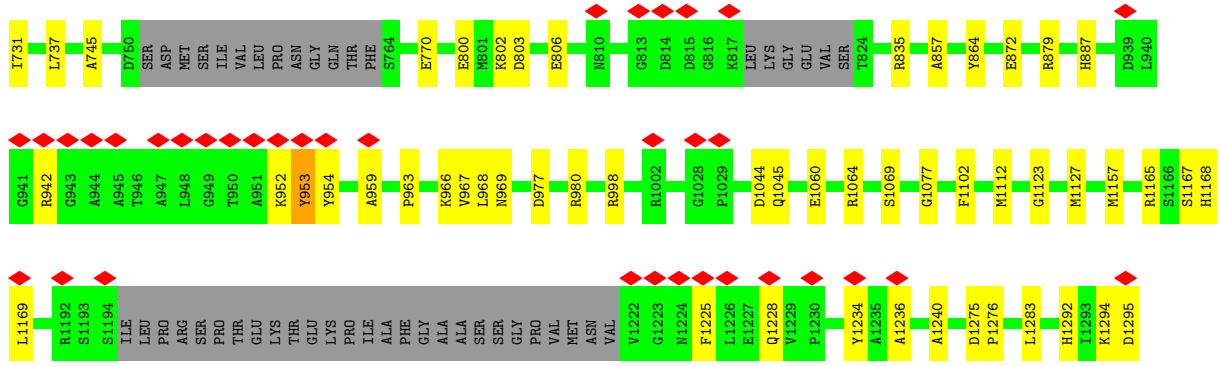 I731 L737 A745 D750 SER ASP MET SER ILE VAL LEU PRO ASN GLY GLN THR PHE S764 E770 E800 M801 K802 D803 E806 N810 G813 D814 D815 G816 K817 LEU LYS GLY GLU VAL SER T824 R835 A857 Y864 E872 R879 H887 D939 L940
G941 R942 G943 A944 A945 T946 A947 L948 G949 T950 A951 K952 Y953 Y954 A959 P963 K966 V967 L968 N969 D977 R980 R998 R1002 G1028 P1029 D1044 Q1045 E1060 R1064 S1069 G1077 F1102 M1112 G1123 M1127 M1157 R1165 S1166 S1167 H1168
L1169 R1192 S1193 S1194 ILE LEU PRO ARG SER PRO THR GLU LYS THR GLU LYS PRO ILE ALA PHE GLY ALA ALA SER SER GLY PRO VAL MET ASN VAL V1222 G1223 N1224 F1225 L1226 E1227 Q1228 V1229 P1230 Y1234 A1235 A1236 A1240 D1275 P1276 L1283 H1292 I1293 K1294 D1295